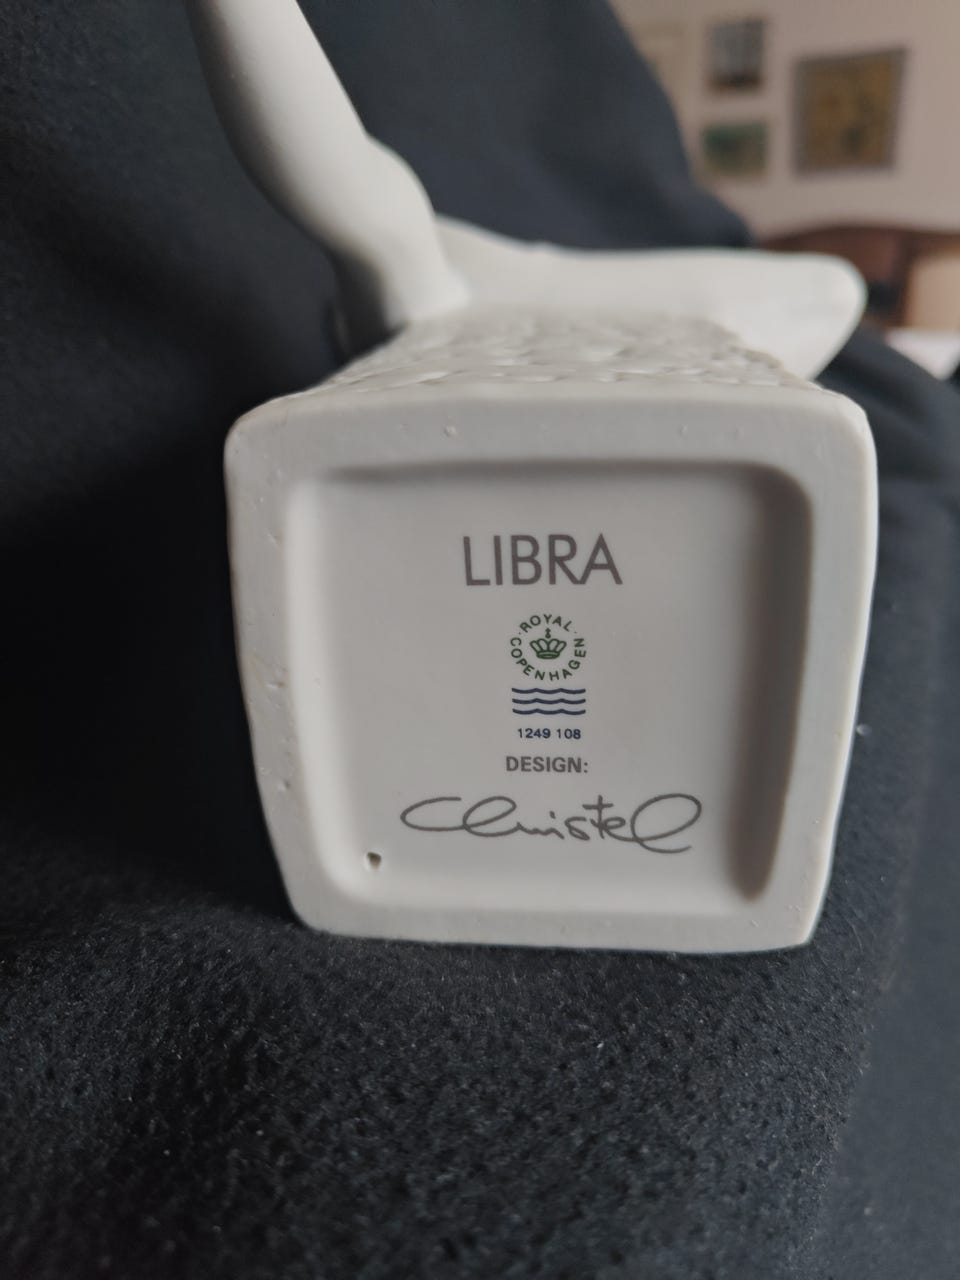 LIBRA
ROYAL
COPENHAGEN
1249 108
DESIGN:
Christel